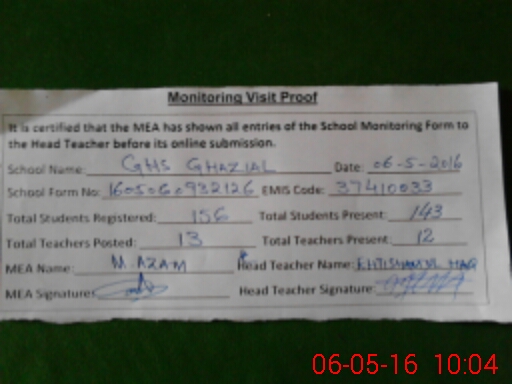 Monitoring Visit Proof
It is certified that the MEA has shown all entries of the School Monitoring Form to
the Head Teacher before its online submission.
School Name: GHS GHAZIAL Date: 06-5-2016
School Form No: 1605060932126 EMIS Code: 37410033
Total Students Registered: 156 Total Students Present: 143
Total Teachers Posted: 13 Total Teachers Present: 12
MEA Name: M. AZAM Head Teacher Name: EHTISHAM UL HAQ
MEA Signature: Head Teacher Signature:
06-05-16 10:04